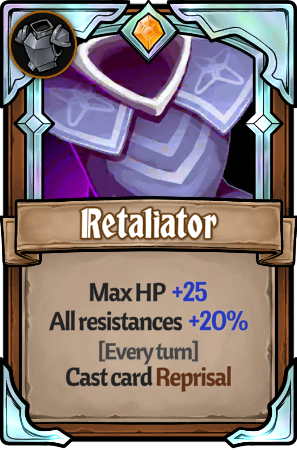 Retaliator
Max HP +25
All resistances +20%
[Every turn]
Cast card Reprisal